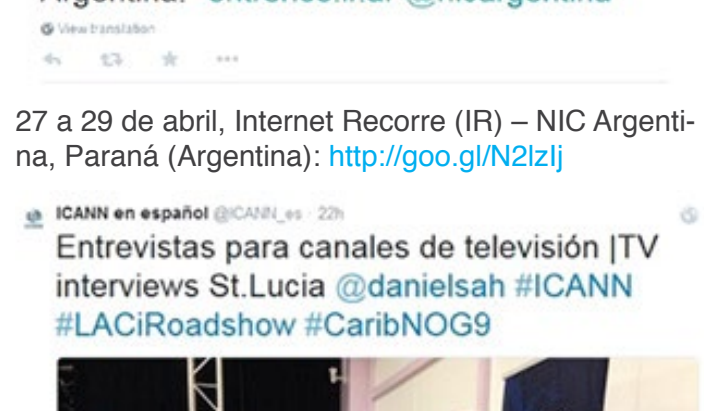 View translation
27 a 29 de abril, Internet Recorre (IR) – NIC Argenti-
na, Paraná (Argentina): http://goo.gl/N2lzIj
ICANN en español @ICANN_es · 22h
Entrevistas para canales de televisión |TV
interviews St.Lucia @danielsah #ICANN
#LACiRoadshow #CaribNOG9